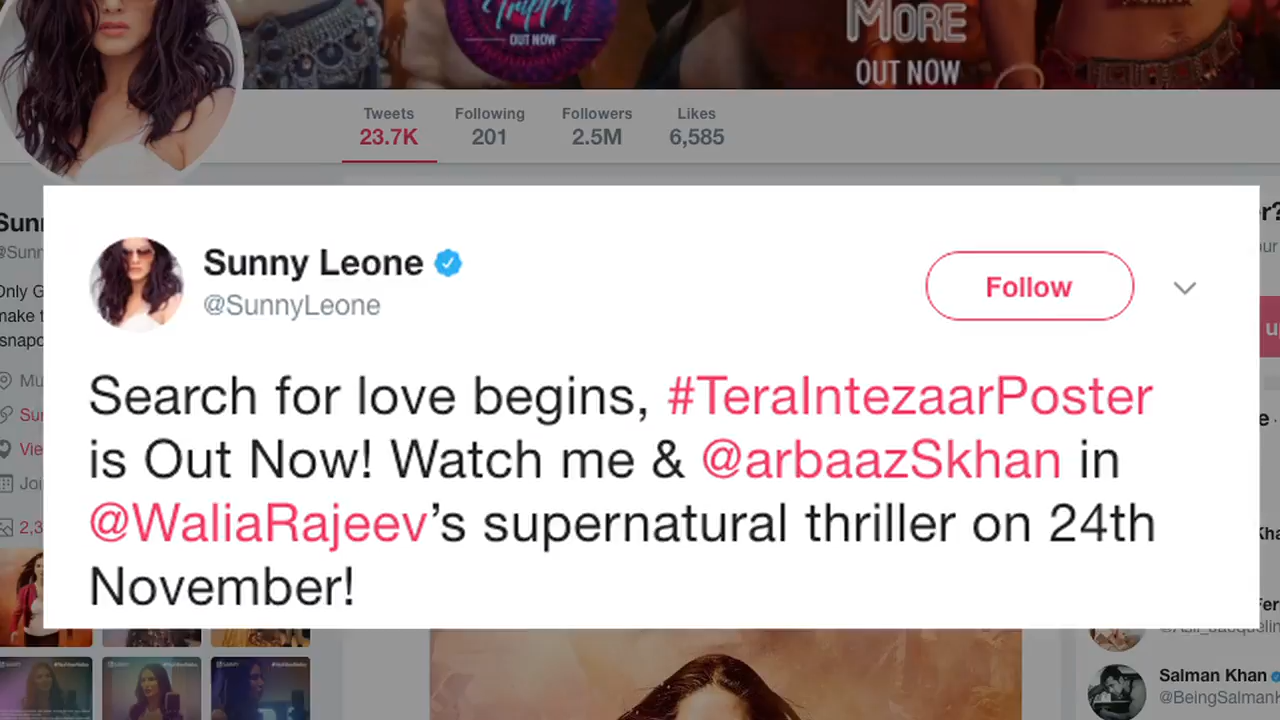 Trippy
OUT NOW
MORE
OUT NOW
Tweets
Following
Followers
Likes
23.7K
201
2.5M
6,585
Sunny Leone
@SunnyLeone
Follow
Search for love begins, #TeraIntezaarPoster
is Out Now! Watch me & @arbaazSkhan in
@WaliaRajeev’s supernatural thriller on 24th
November!
Salman Khan